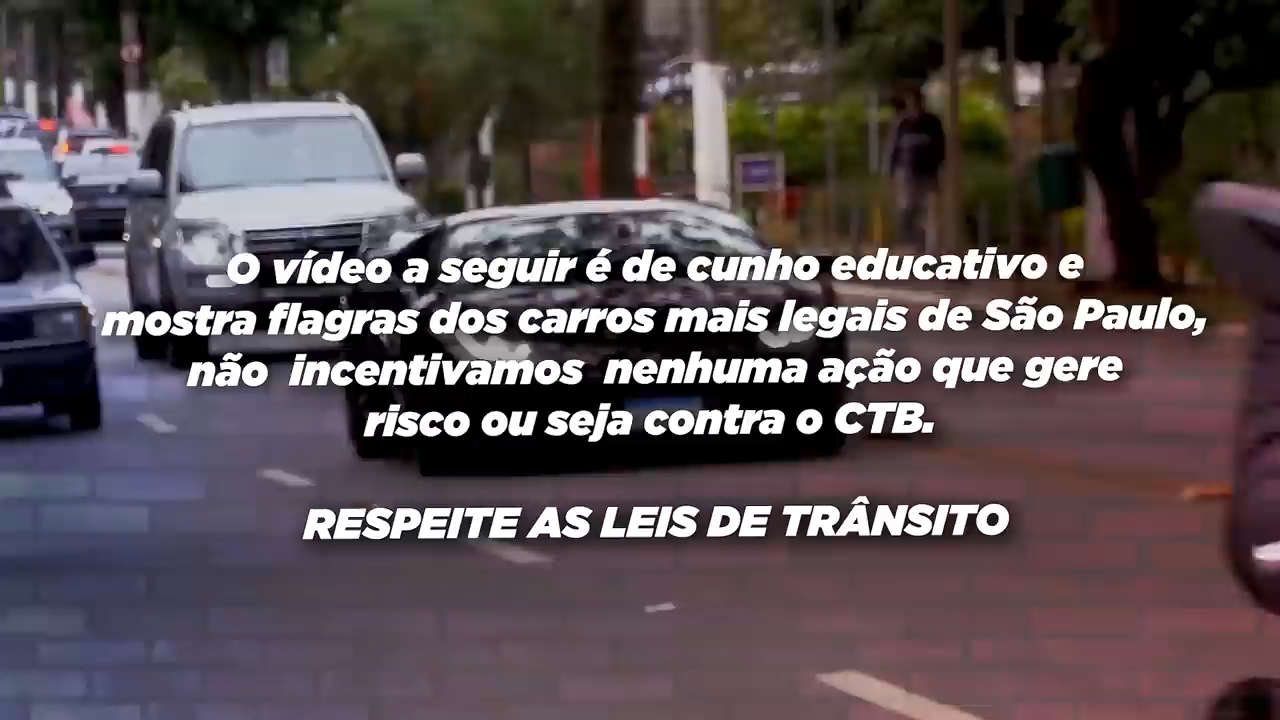 O vídeo a seguir é de cunho educativo e
mostra flagras dos carros mais legais de São Paulo,
não incentivamos nenhuma ação que gere
risco ou seja contra o CTB.
RESPEITE AS LEIS DE TRÂNSITO